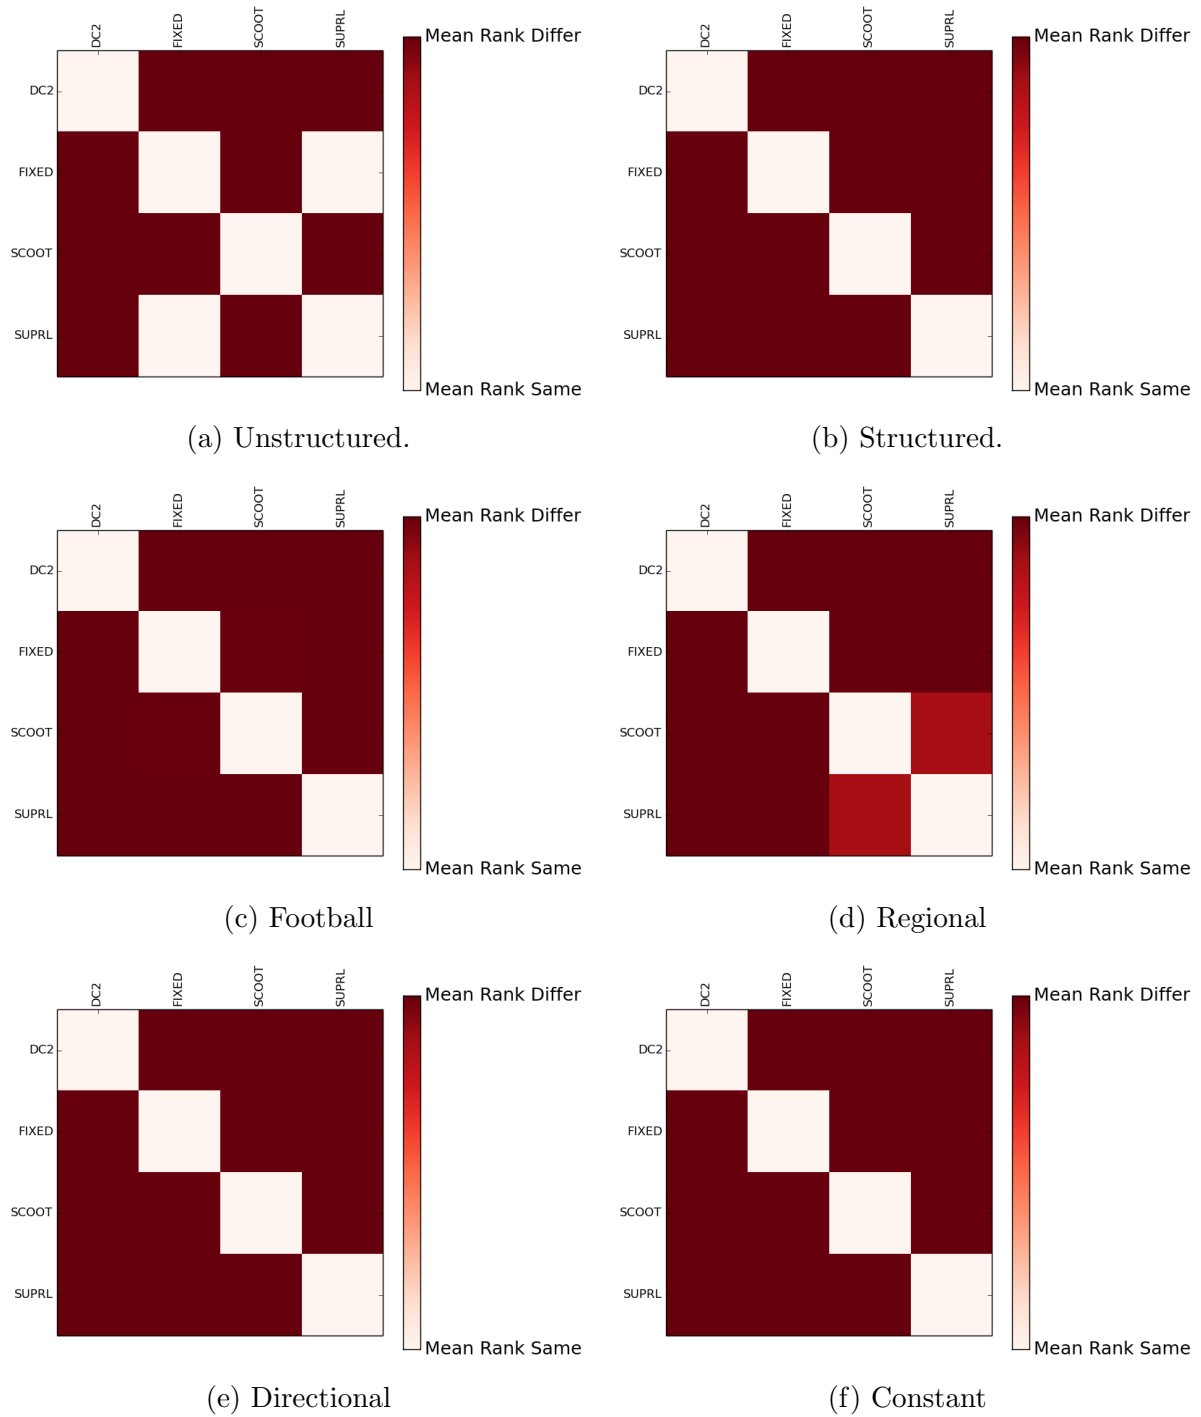 DC2 FIXED SCOOT SUPRL
Mean Rank Differ
DC2
FIXED
SCOOT
SUPRL
Mean Rank Same
(a) Unstructured.
DC2 FIXED SCOOT SUPRL
Mean Rank Differ
DC2
FIXED
SCOOT
SUPRL
Mean Rank Same
(b) Structured.
DC2 FIXED SCOOT SUPRL
Mean Rank Differ
DC2
FIXED
SCOOT
SUPRL
Mean Rank Same
(c) Football
DC2 FIXED SCOOT SUPRL
Mean Rank Differ
DC2
FIXED
SCOOT
SUPRL
Mean Rank Same
(d) Regional
DC2 FIXED SCOOT SUPRL
Mean Rank Differ
DC2
FIXED
SCOOT
SUPRL
Mean Rank Same
(e) Directional
DC2 FIXED SCOOT SUPRL
Mean Rank Differ
DC2
FIXED
SCOOT
SUPRL
Mean Rank Same
(f) Constant